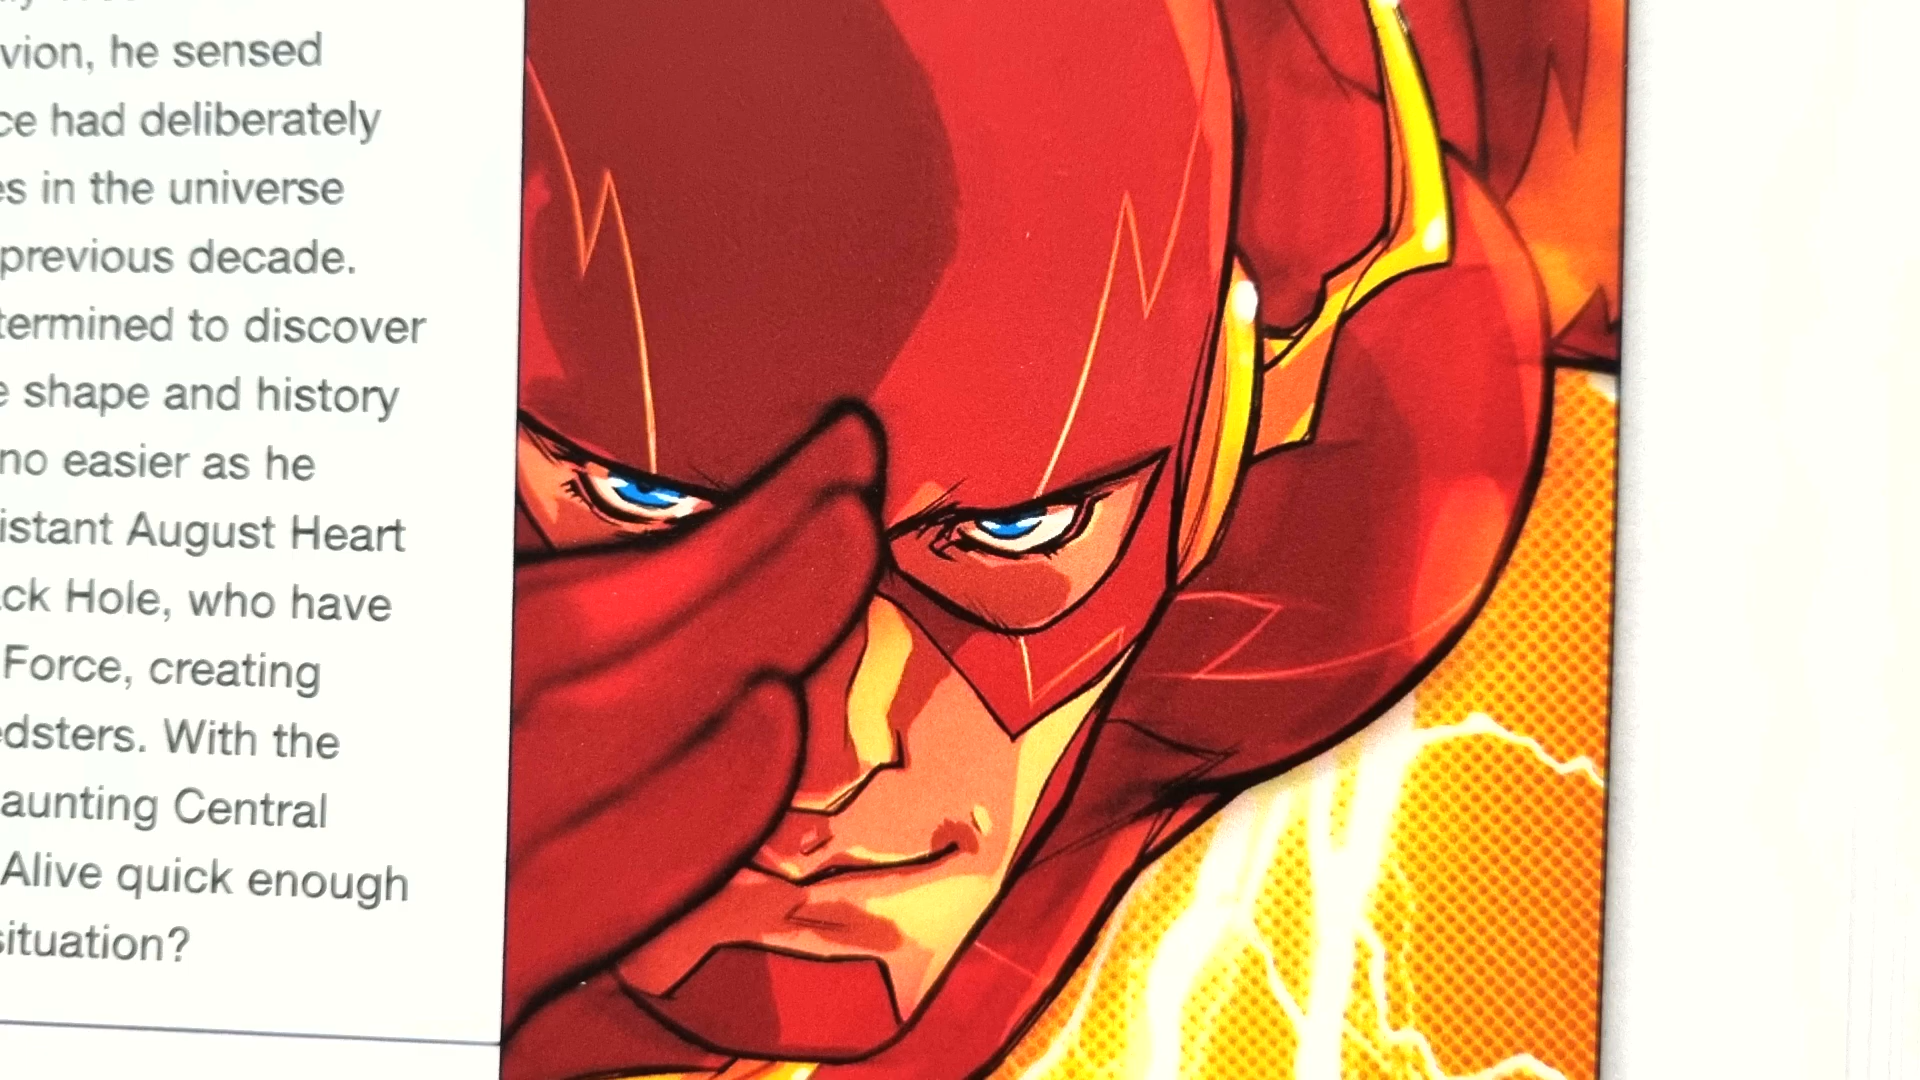 vion, he sensed
ce had deliberately
es in the universe
previous decade.
termined to discover
e shape and history
no easier as he
istant August Heart
ck Hole, who have
Force, creating
edsters. With the
aunting Central
Alive quick enough
situation?